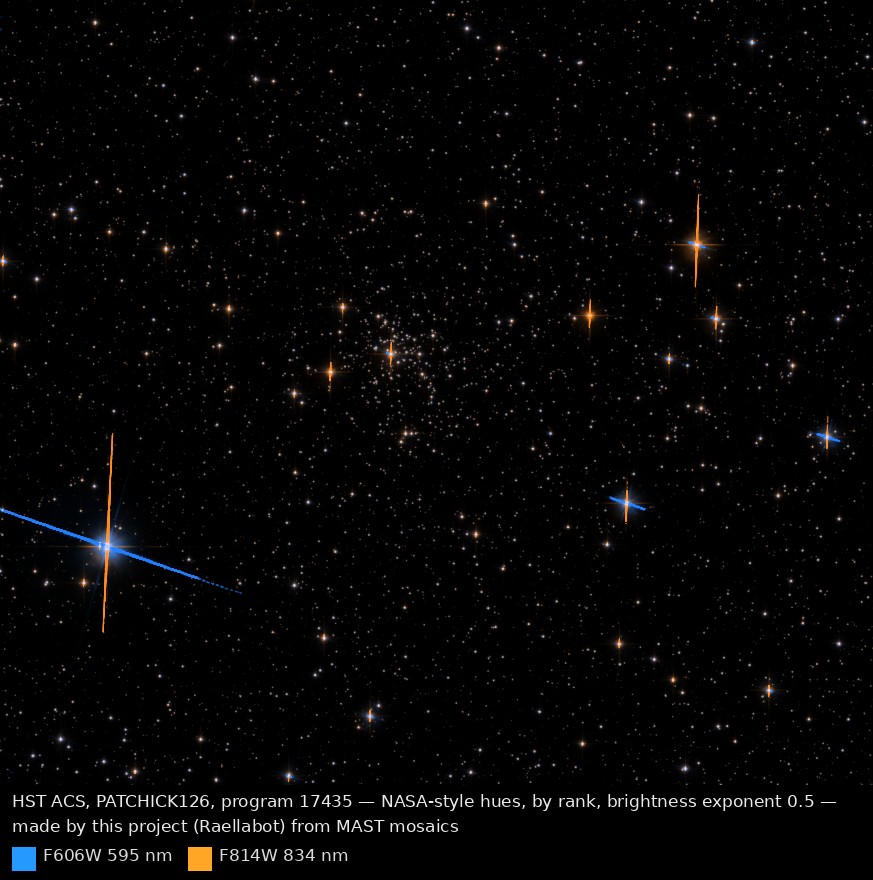 HST ACS, PATCHICK126, program 17435 — NASA-style hues, by rank, brightness exponent 0.5 —
made by this project (Raellabot) from MAST mosaics
F606W 595 nm F814W 834 nm